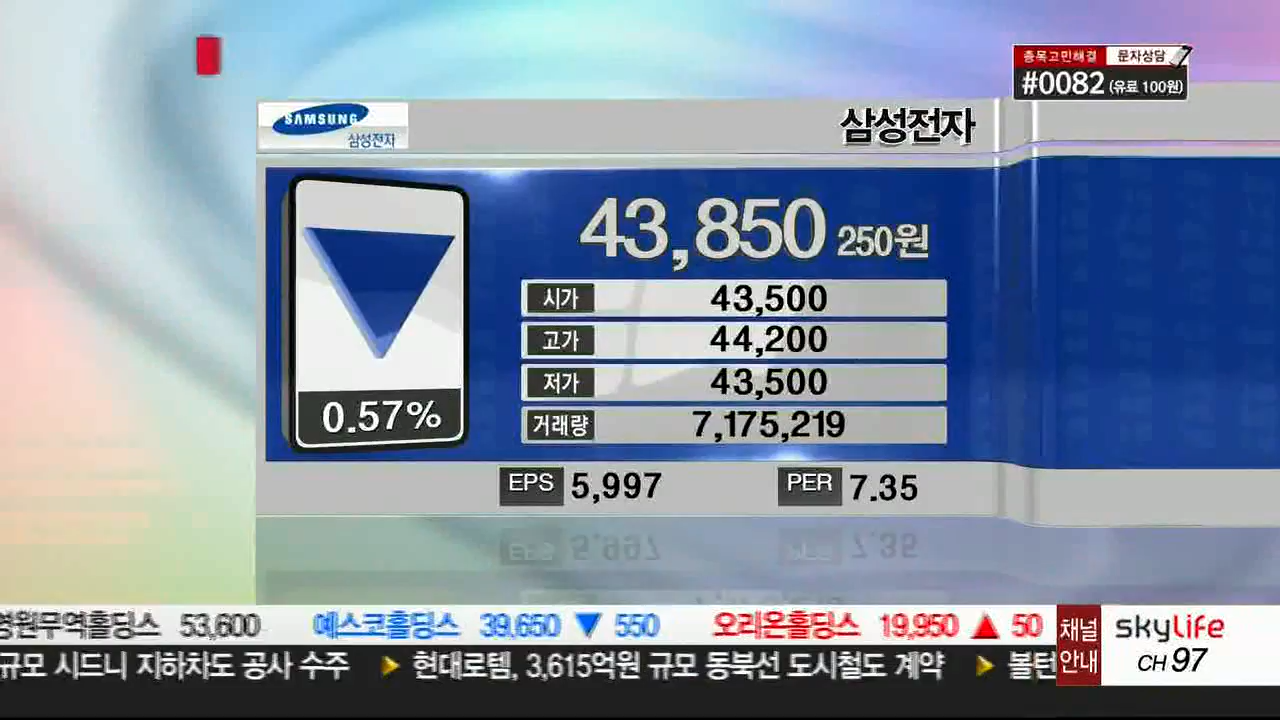 종목고민해결 문자상담
#0082 (유료 100원)
SAMSUNG
삼성전자
삼성전자
43,850 250원
0.57%
시가 43,500
고가 44,200
저가 43,500
거래량 7,175,219
EPS 5,997 PER 7.35
영원무역홀딩스 53,600 예스코홀딩스 39,650 ▼ 550 오리온홀딩스 19,950 ▲ 50
규모 시드니 지하차도 공사 수주 ▶ 현대로템, 3,615억원 규모 동북선 도시철도 계약 ▶ 볼턴
채널
안내
skylife
CH 97